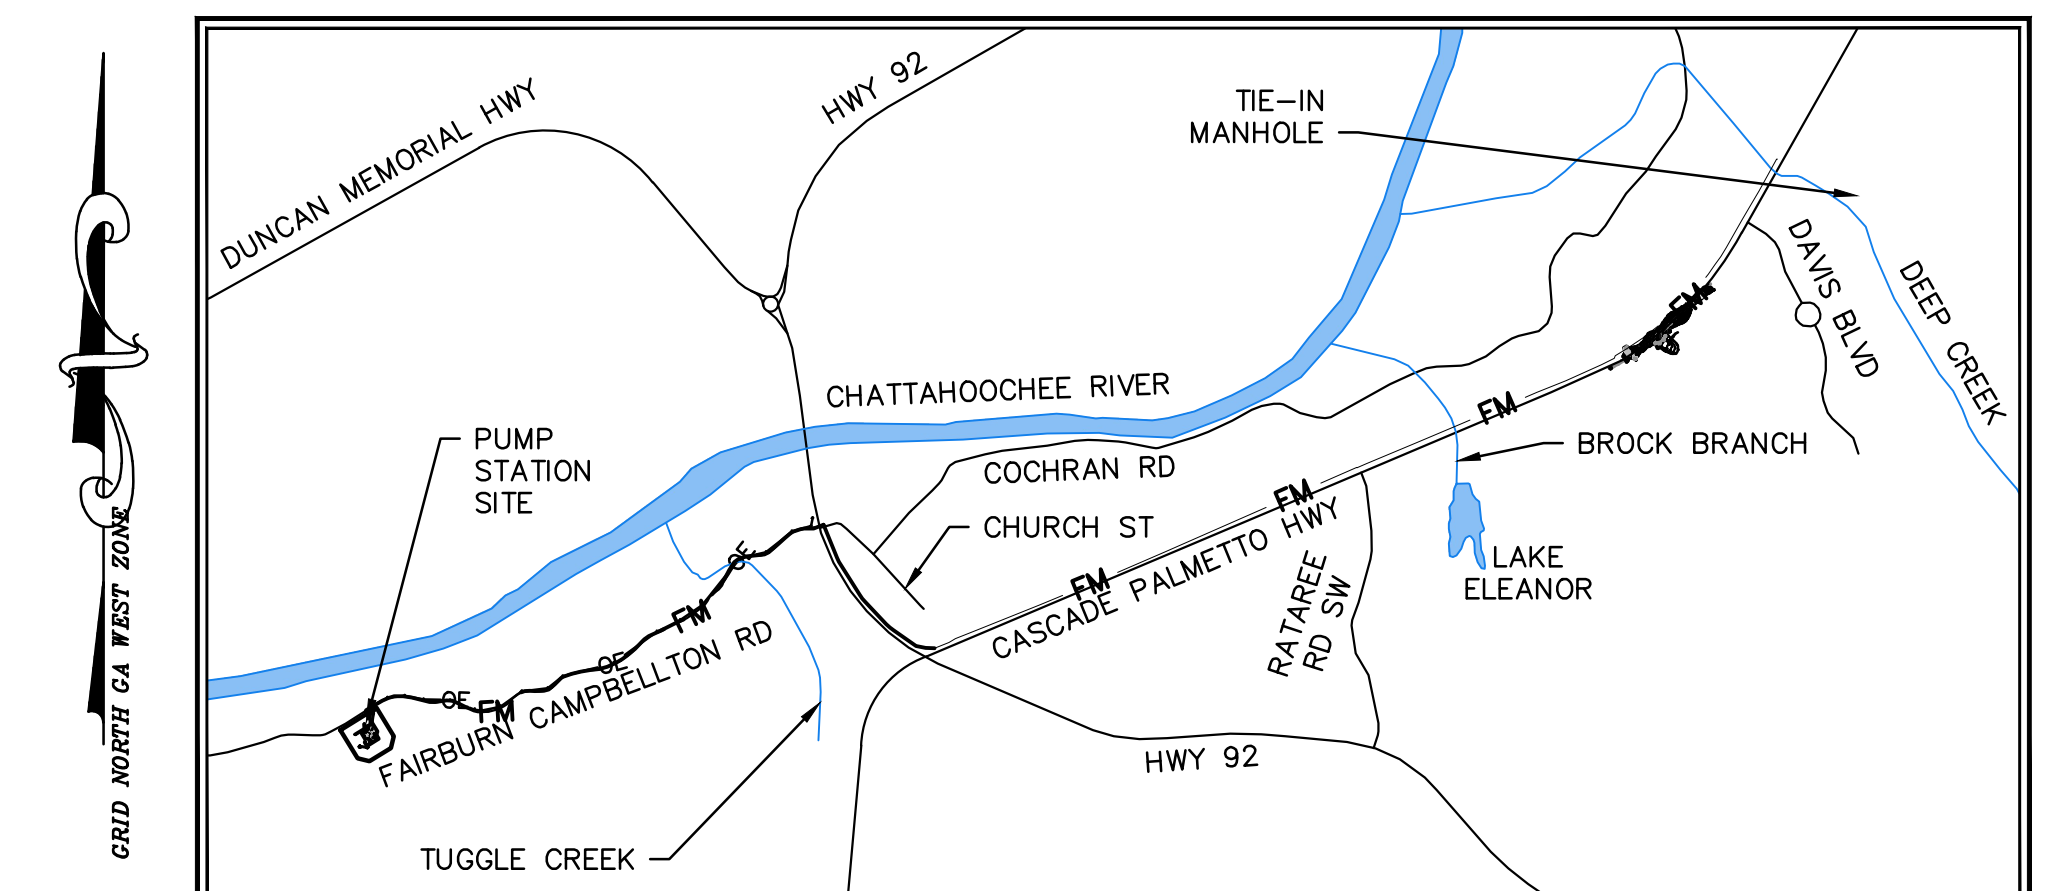 DUNCAN MEMORIAL HWY
HWY 92
TIE-IN
MANHOLE
DAVIS BLVD
DEEP CREEK
FM
CHATTAHOOCHEE RIVER
FM
PUMP
STATION
SITE
BROCK BRANCH
COCHRAN RD
FM
CHURCH ST
CASCADE PALMETTO HWY
FM
LAKE
ELEANOR
RATAREE
RD SW
OE
FM
OE
OE
FM
FAIRBURN CAMPBELLTON RD
HWY 92
TUGGLE CREEK
GRID NORTH GA WEST ZONE